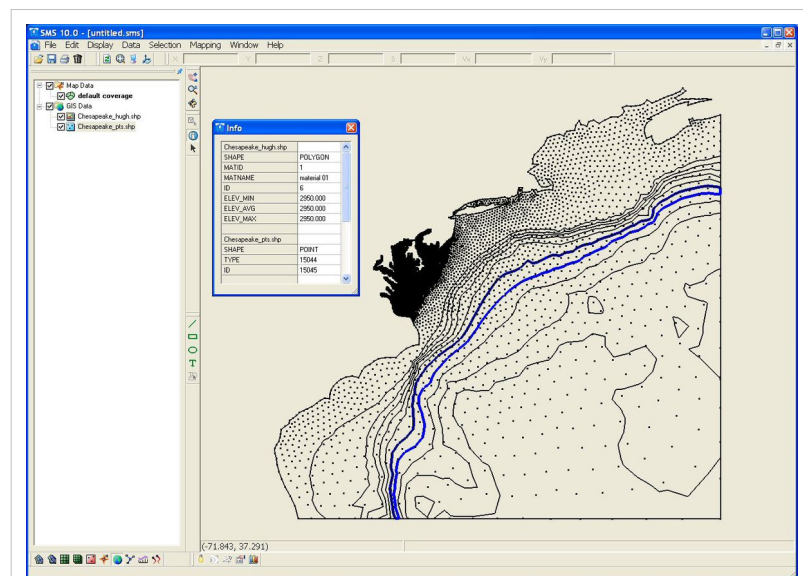 SMS 10.0 - [untitled.sms]
File Edit Display Data Selection Mapping Window Help
X Y Z S Vx Vy
Map Data
default coverage
GIS Data
Chesapeake_hugh.shp
Chesapeake_pts.shp
Info
Chesapeake_hugh.shp
SHAPE POLYGON
MATID 1
MATNAME material 01
ID 6
ELEV_MIN 2950.000
ELEV_AVG 2950.000
ELEV_MAX 2950.000
Chesapeake_pts.shp
SHAPE POINT
TYPE 15044
ID 15045
T
(-71.843, 37.291)